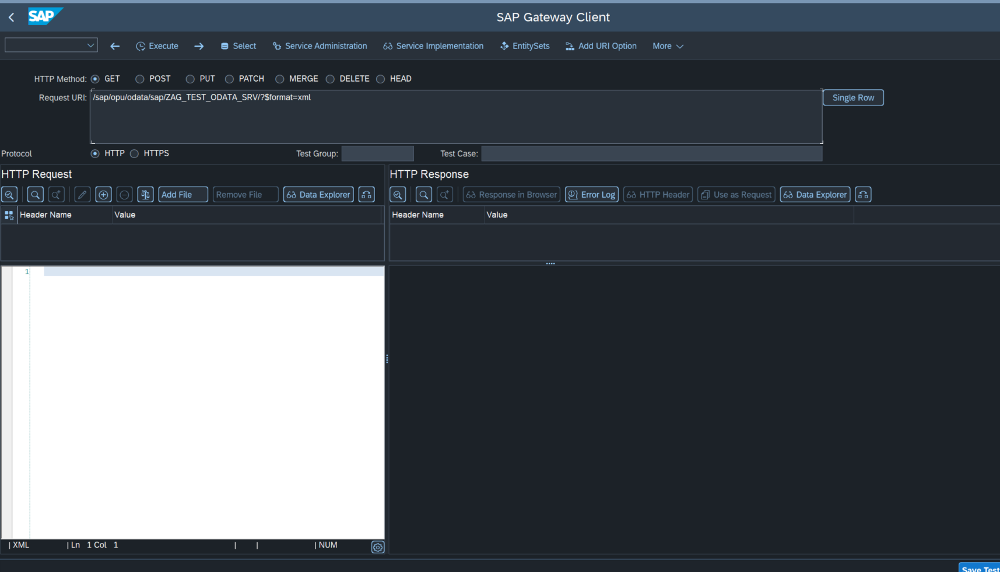 SAP SAP Gateway Client
Execute Select Service Administration Service Implementation EntitySets Add URI Option More
HTTP Method: GET POST PUT PATCH MERGE DELETE HEAD
Request URI: /sap/opu/odata/sap/ZAG_TEST_ODATA_SRV/?$format=xml Single Row
Protocol HTTP HTTPS Test Group: Test Case:
HTTP Request
Add File Remove File Data Explorer
Header Name Value
1
| XML | Ln 1 Col 1 | | | NUM
HTTP Response
Response in Browser Error Log HTTP Header Use as Request Data Explorer
Header Name Value
Save Test